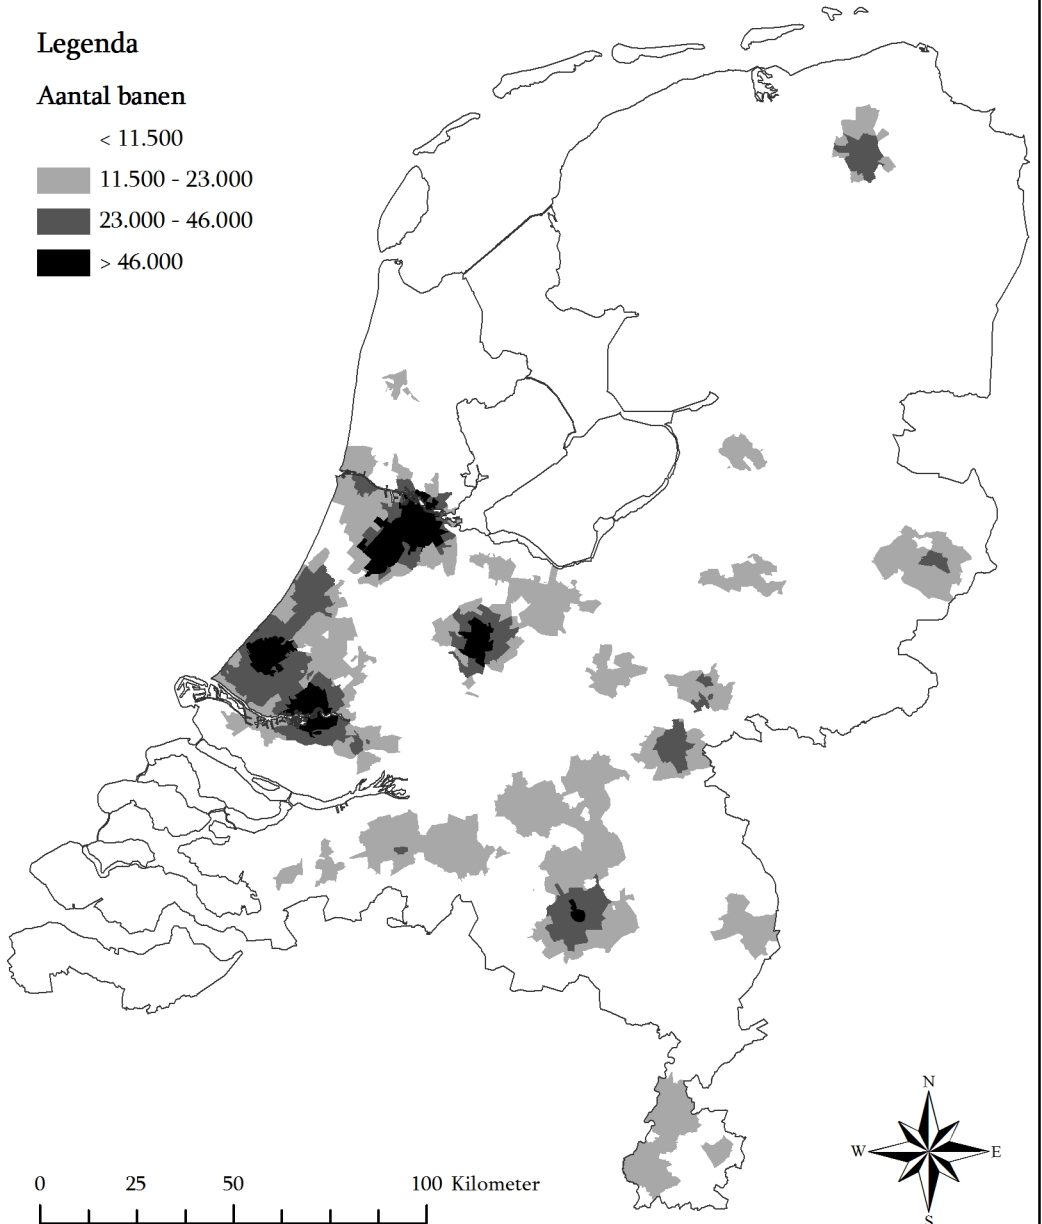 Legenda
Aantal banen
< 11.500
11.500 - 23.000
23.000 - 46.000
> 46.000
N
W E
S
0 25 50 100 Kilometer